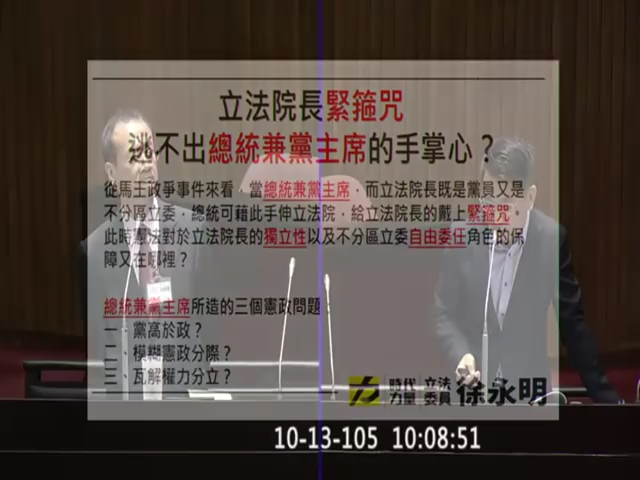 立法院長緊箍咒
逃不出總統兼黨主席的手掌心？
從馬王政爭事件來看，當總統兼黨主席，而立法院長既是黨員又是
不分區立委，總統可藉此手伸立法院，給立法院長的戴上緊箍咒。
此時憲法對於立法院長的獨立性以及不分區立委自由委任角色的保
障又在哪裡？
總統兼黨主席所造的三個憲政問題：
一、黨高於政？
二、模糊憲政分際？
三、瓦解權力分立？
時代力量 立法委員 徐永明
10-13-105 10:08:51